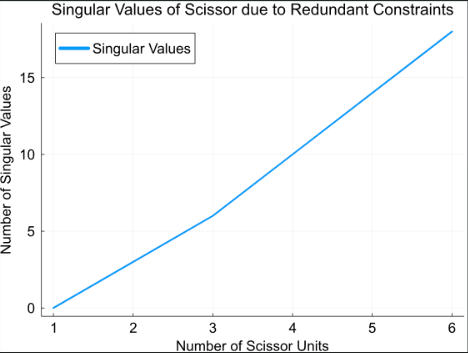 Singular Values of Scissor due to Redundant Constraints
Singular Values
Number of Singular Values
15
10
5
0
1 2 3 4 5 6
Number of Scissor Units